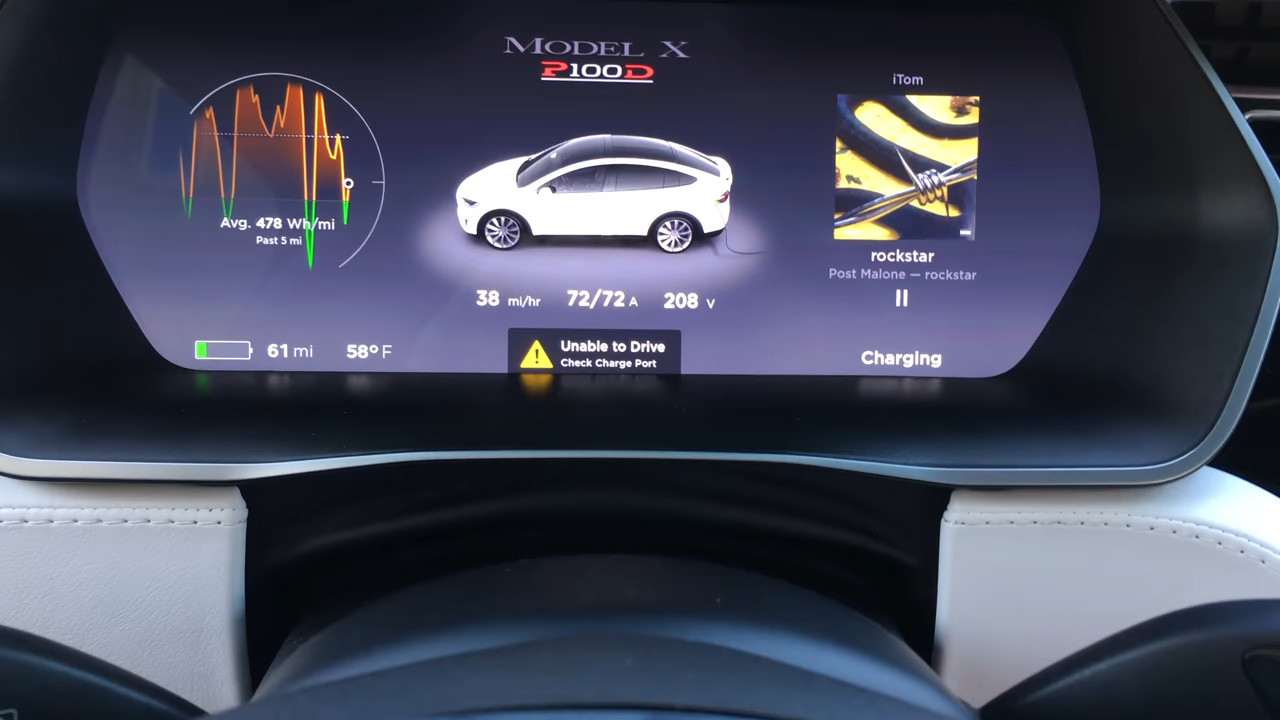 MODEL X
P100D
iTom
Avg. 478 Wh/mi
Past 5 mi
rockstar
Post Malone — rockstar
38 mi/hr 72/72 A 208 V
61 mi 58° F
Unable to Drive
Check Charge Port
Charging